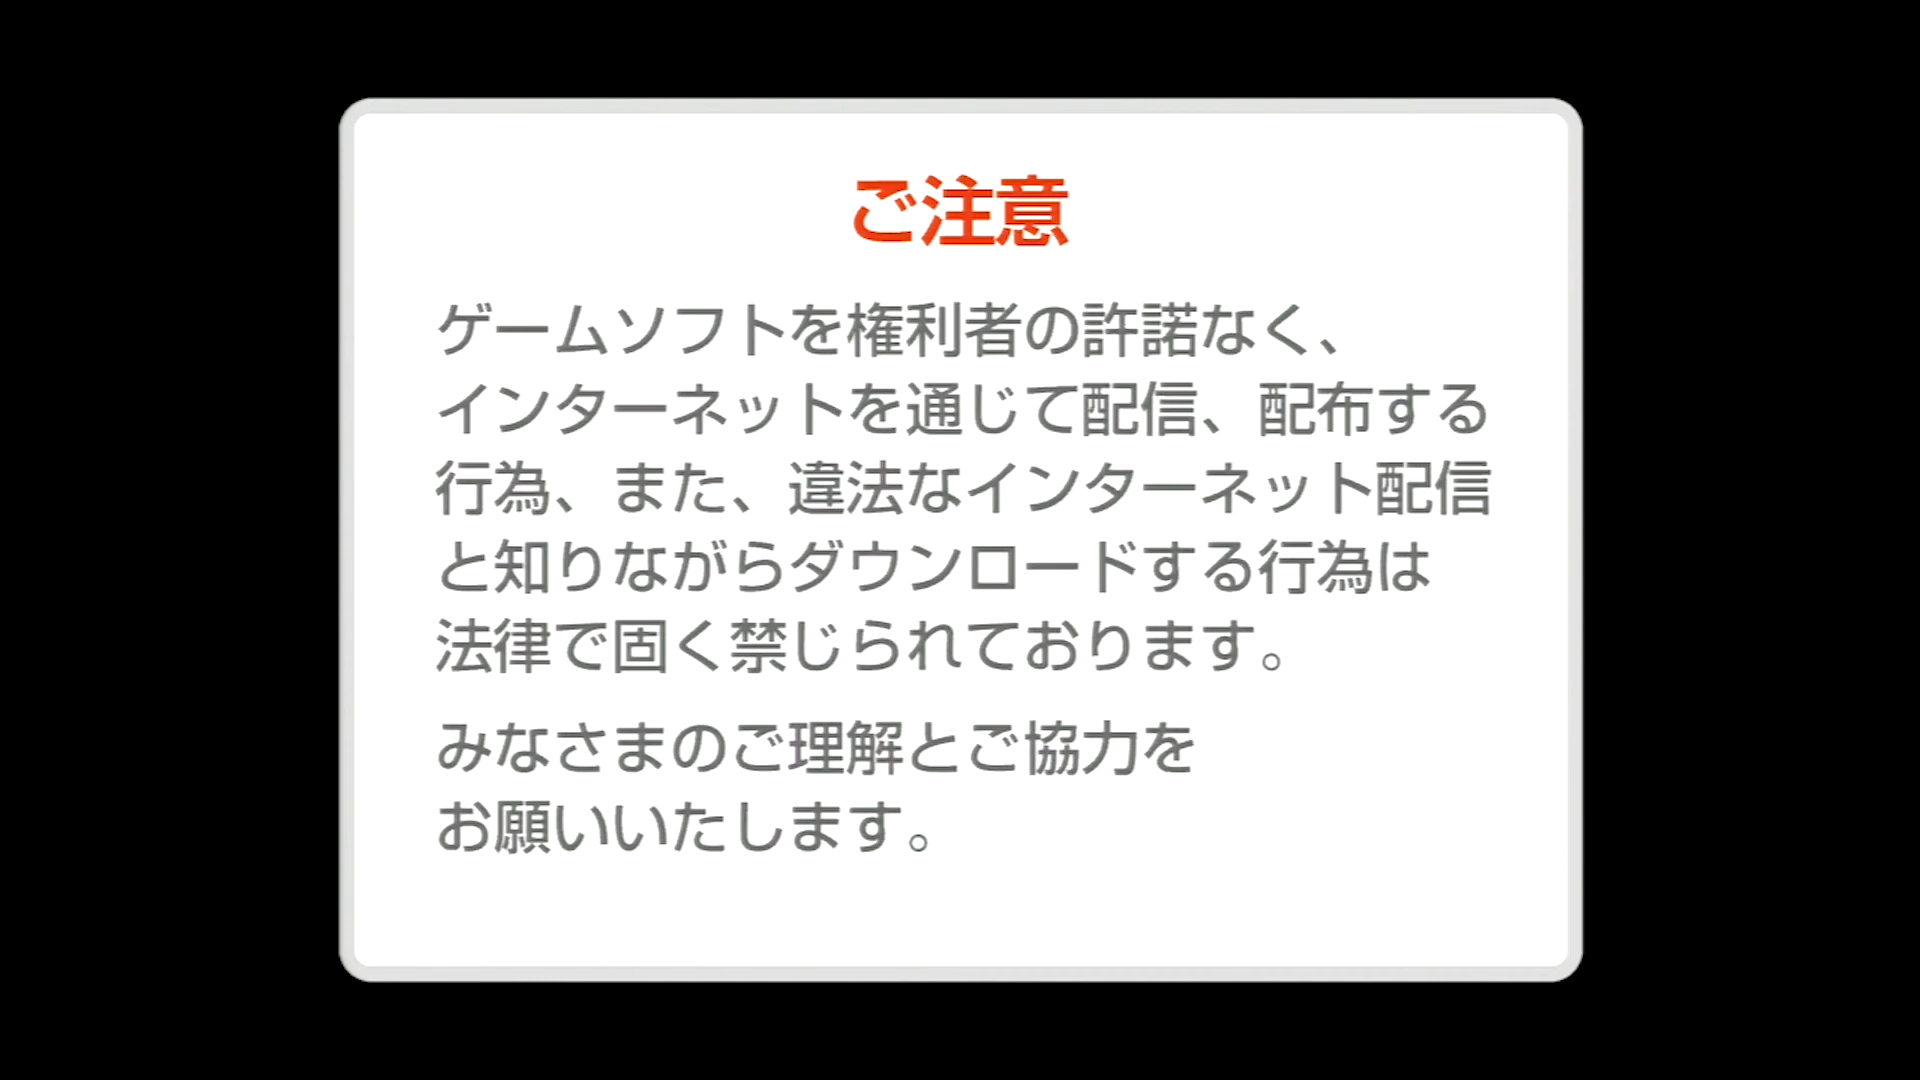 ご注意
ゲームソフトを権利者の許諾なく、
インターネットを通じて配信、配布する
行為、また、違法なインターネット配信
と知りながらダウンロードする行為は
法律で固く禁じられております。
みなさまのご理解とご協力を
お願いいたします。